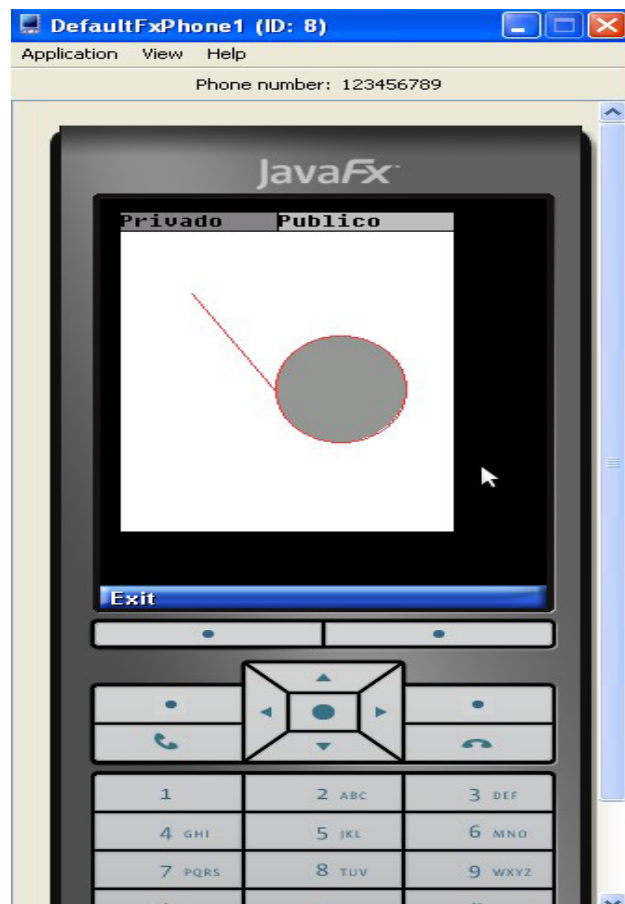 DefaultFxPhone1 (ID: 8)
Application View Help
Phone number: 123456789
JavaFx
Privado Publico
Exit
1 2 ABC 3 DEF
4 GHI 5 JKL 6 MNO
7 PQRS 8 TUV 9 WXYZ